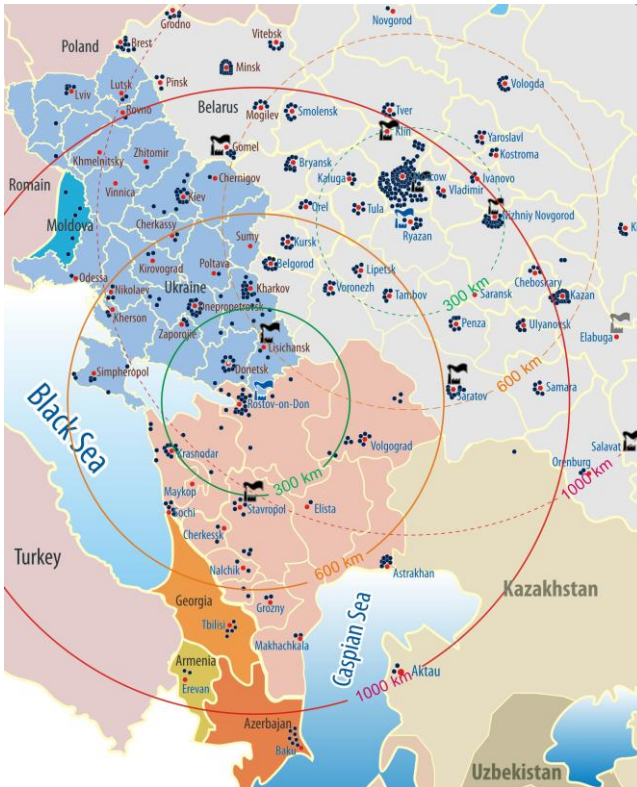 Grodno
Novgorod
Poland
Brest
Vitebsk
Minsk
Pinsk
Vologda
Lviv
Lutsk
Rovno
Belarus
Mogilev
Smolensk
Tver
Klin
Yaroslavl
Kostroma
Khmelnitsky
Zhitomir
Gomel
Bryansk
Kaluga
Vladimir
Ivanovo
Romain
Vinnica
Chernigov
Kiev
Orel
Tula
Nizhniy Novgorod
Moldova
Cherkassy
Sumy
Kursk
Ryazan
Kirovograd
Poltava
Belgorod
Lipetsk
Cheboskary
Odessa
Nikolaev
Ukraine
Kharkov
Voronezh
Tambov
300 km
Saransk
Kazan
Kherson
Dnepropetrovsk
Zaporojie
Penza
Ulyanovsk
Elabuga
Lisichansk
Simpheropol
Donetsk
600 km
Saratov
Samara
Black Sea
Rostov-on-Don
Krasnodar
Volgograd
Salavat
Orenburg
300 km
1000 km
Maykop
Sochi
Stavropol
Elista
Cherkessk
Turkey
Nalchik
600 km
Astrakhan
Kazakhstan
Georgia
Grozny
Tbilisi
Makhachkala
Caspian Sea
Armenia
Erevan
1000 km
Aktau
Azerbajan
Baku
Uzbekistan